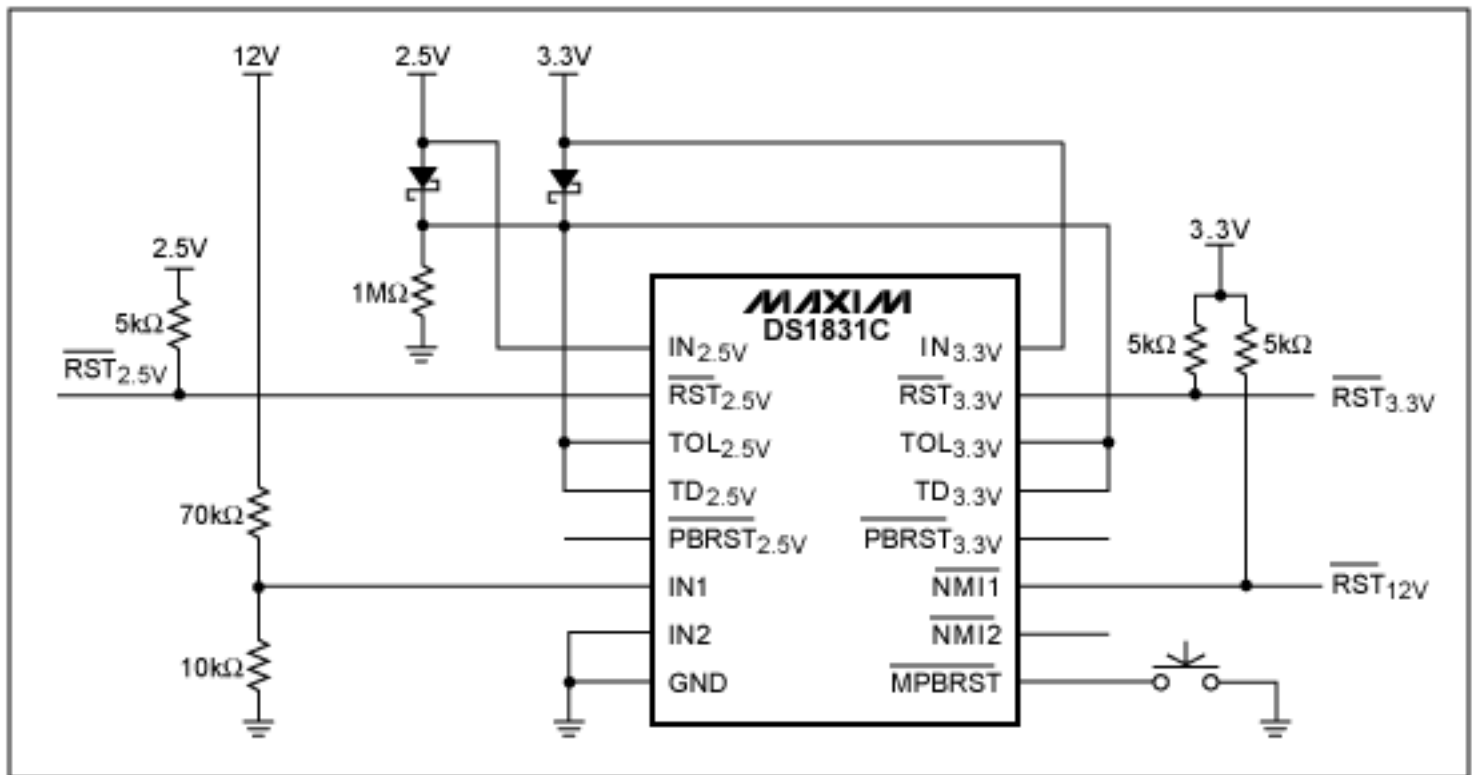 12V
2.5V
3.3V
2.5V
5kΩ
RST2.5V
1MΩ
70kΩ
10kΩ
MAXIM
DS1831C
IN2.5V
RST2.5V
TOL2.5V
TD2.5V
PBRST2.5V
IN1
IN2
GND
IN3.3V
RST3.3V
TOL3.3V
TD3.3V
PBRST3.3V
NMI1
NMI2
MPBRST
3.3V
5kΩ
5kΩ
RST3.3V
RST12V